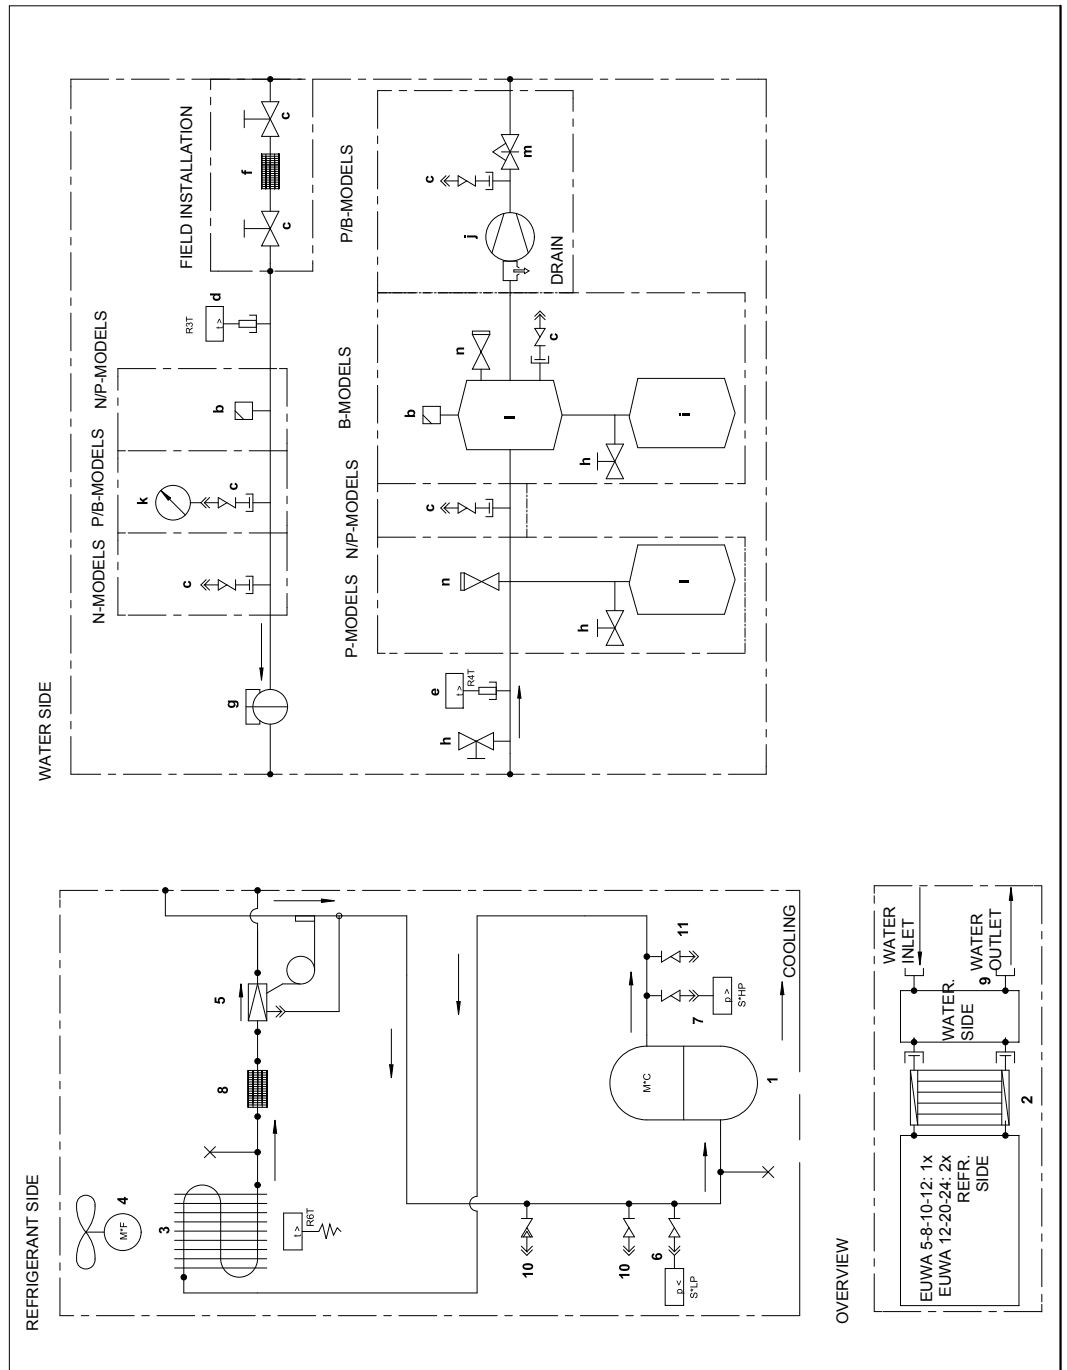 REFRIGERANT SIDE
M*F
4
3
t >
R6T
8
5
10
10
6
p <
S*LP
7
p >
S*HP
11
M*C
1
COOLING
WATER SIDE
N-MODELS
P/B-MODELS
N/P-MODELS
FIELD INSTALLATION
g
c
k
c
b
R3T
t >
d
c
f
c
P-MODELS
N/P-MODELS
B-MODELS
P/B-MODELS
h
e
t >
R4T
n
h
l
c
b
l
n
c
h
i
j
c
m
DRAIN
OVERVIEW
EUWA 5-8-10-12: 1x
EUWA 12-20-24: 2x
REFR.
SIDE
2
WATER.
SIDE
9
WATER
INLET
WATER
OUTLET